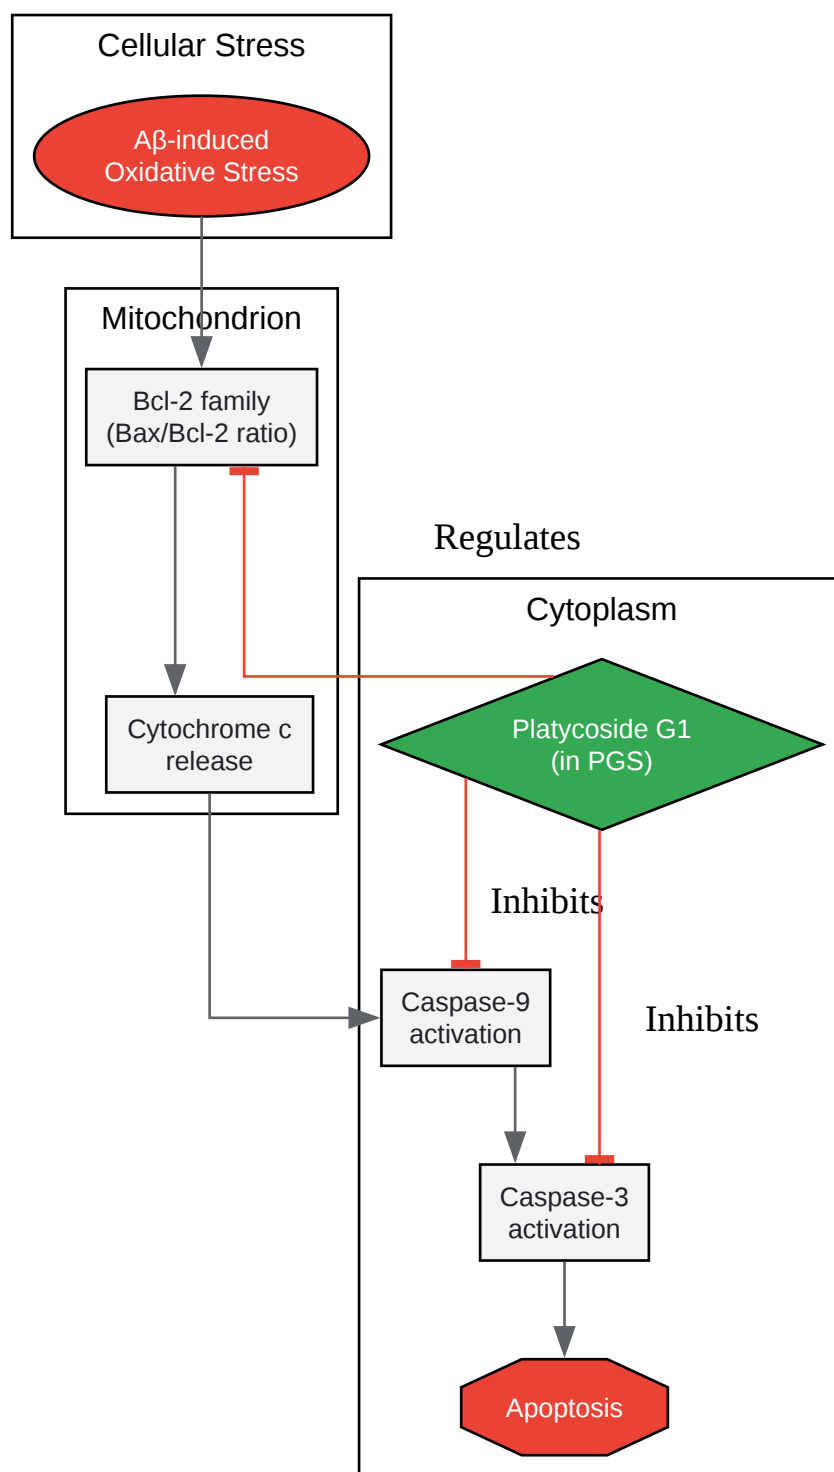 Cellular Stress
Aβ-induced
Oxidative Stress
Mitochondrion
Bcl-2 family
(Bax/Bcl-2 ratio)
Regulates
Cytoplasm
Cytochrome c
release
Platycoside G1
(in PGS)
Inhibits
Caspase-9
activation
Inhibits
Caspase-3
activation
Apoptosis